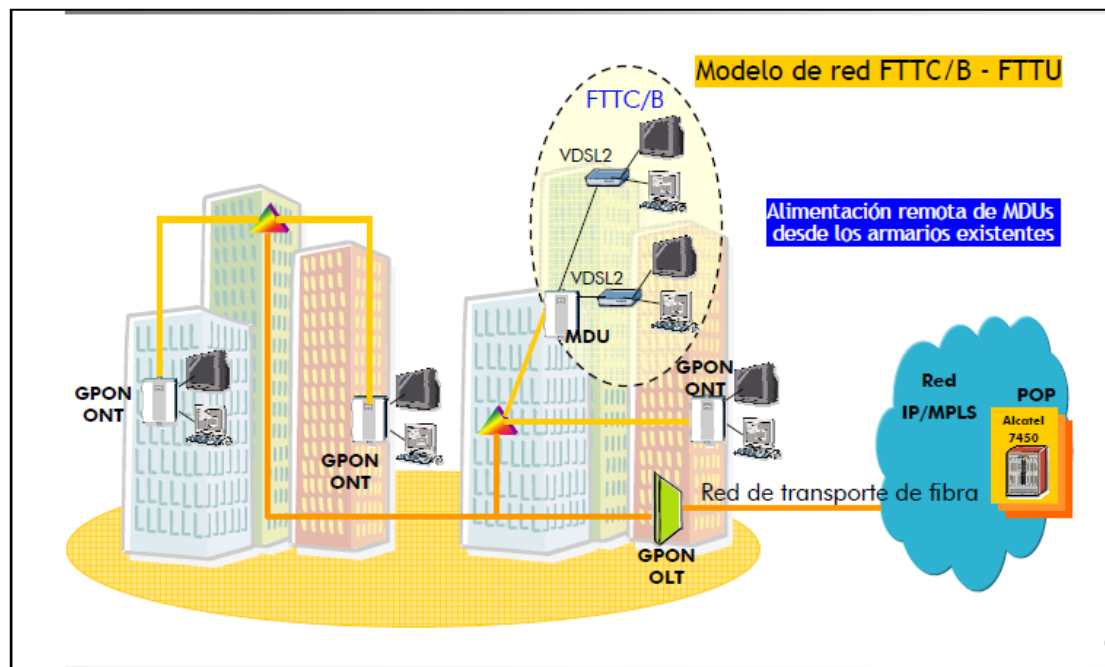 Modelo de red FTTC/B - FTTU
FTTC/B
VDSL2
Alimentación remota de MDUs
desde los armarios existentes
VDSL2
MDU
GPON
ONT
GPON
ONT
GPON
ONT
Red
IP/MPLS
POP
Alcatel
7450
Red de transporte de fibra
GPON
OLT